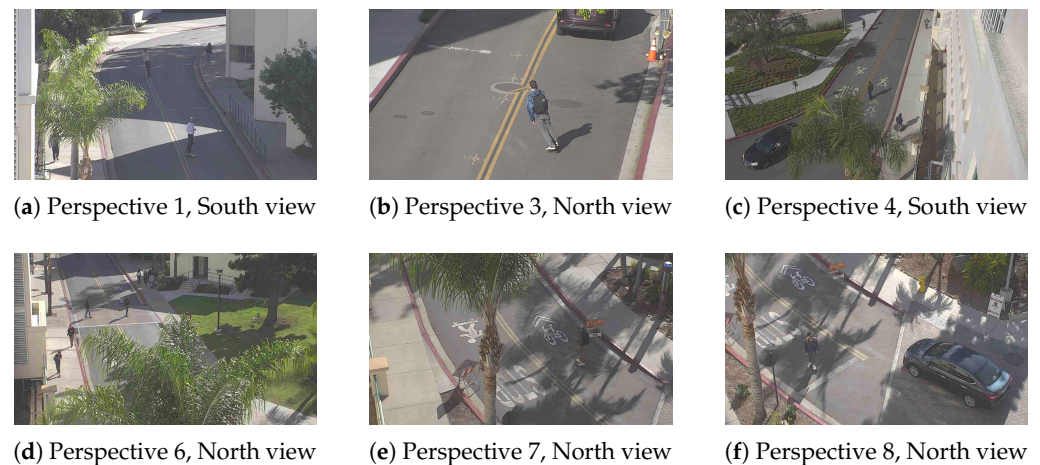 (a) Perspective 1, South view
(b) Perspective 3, North view
(c) Perspective 4, South view
(d) Perspective 6, North view
(e) Perspective 7, North view
(f) Perspective 8, North view